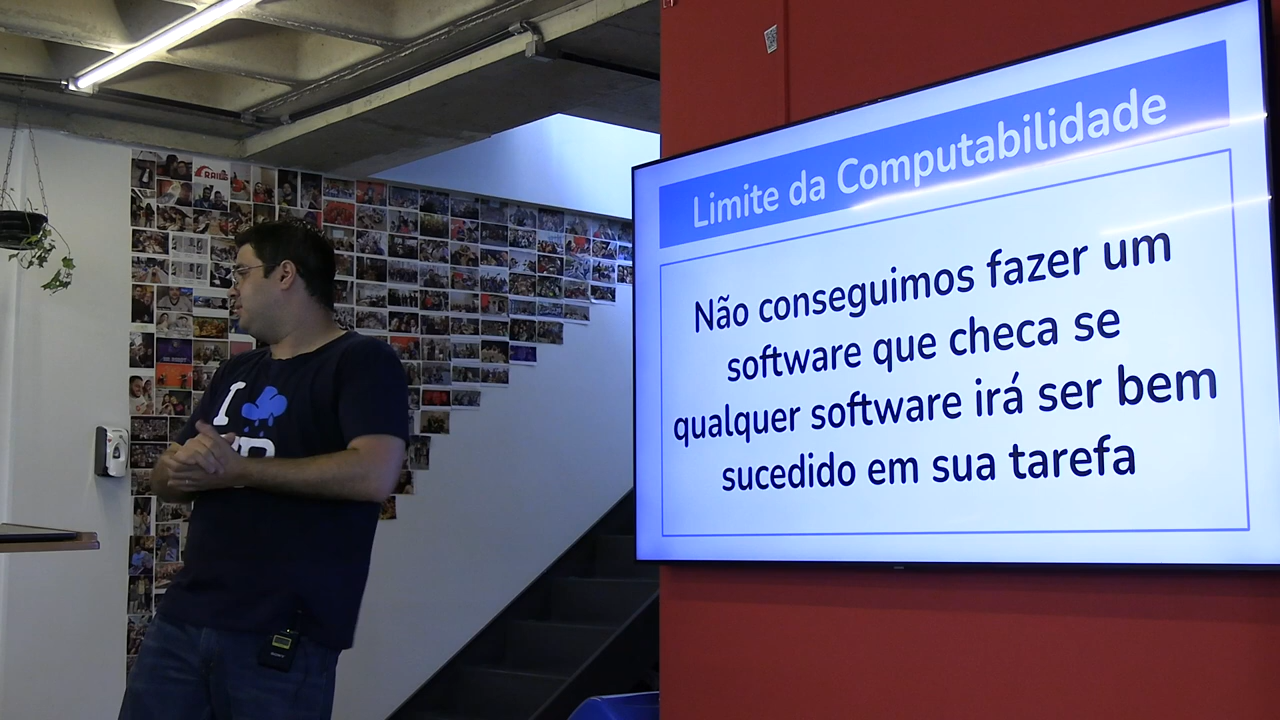 Limite da Computabilidade
Não conseguimos fazer um
software que checa se
qualquer software irá ser bem
sucedido em sua tarefa
I